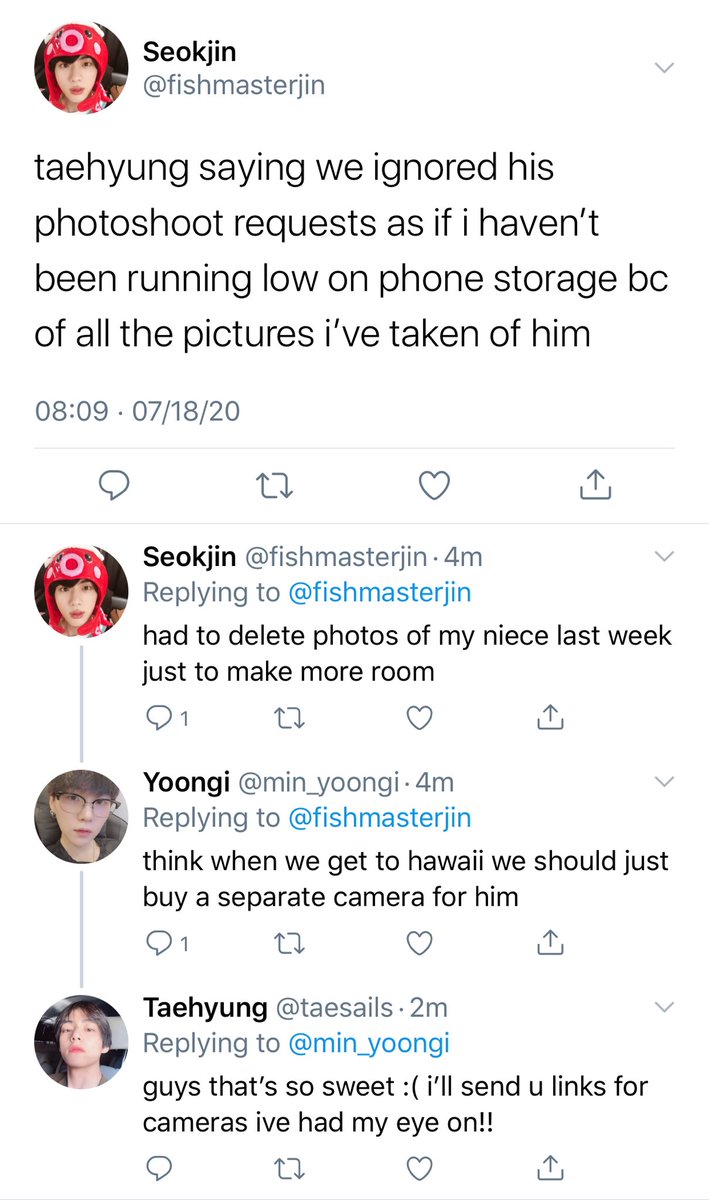 Seokjin
@fishmasterjin
taehyung saying we ignored his
photoshoot requests as if i haven’t
been running low on phone storage bc
of all the pictures i’ve taken of him
08:09 · 07/18/20
Seokjin @fishmasterjin · 4m
Replying to @fishmasterjin
had to delete photos of my niece last week
just to make more room
1
Yoongi @min_yoongi · 4m
Replying to @fishmasterjin
think when we get to hawaii we should just
buy a separate camera for him
1
Taehyung @taesails · 2m
Replying to @min_yoongi
guys that’s so sweet :( i’ll send u links for
cameras ive had my eye on!!